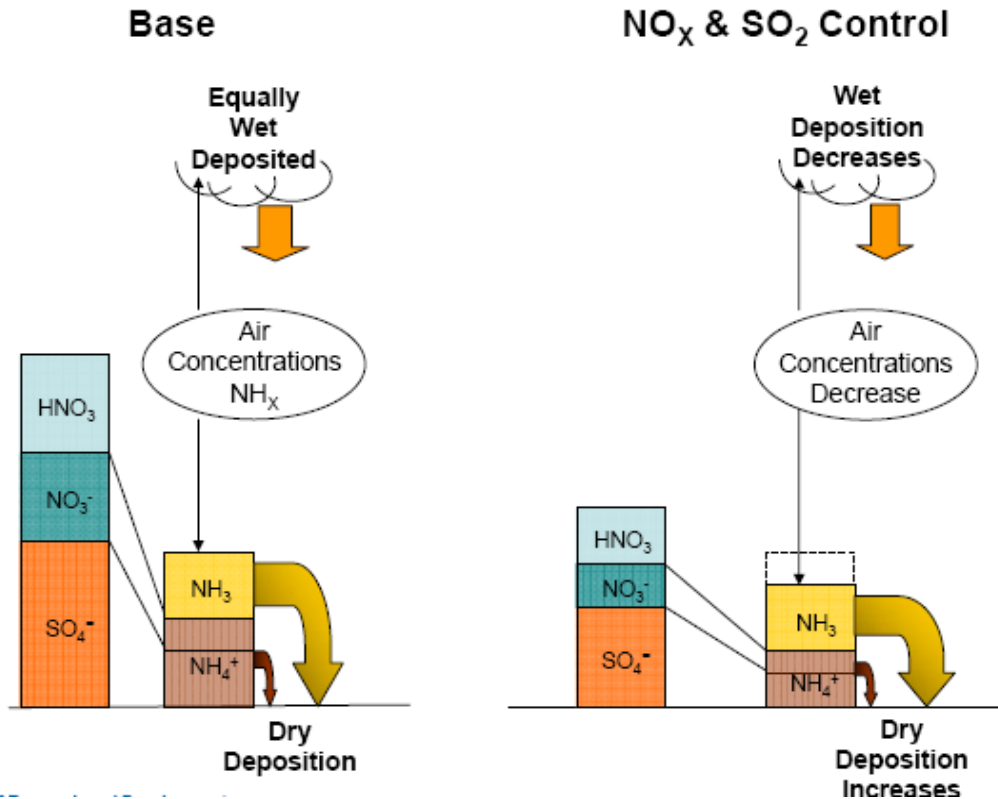 Base
Equally
Wet
Deposited
Air
Concentrations
NHₓ
HNO₃
NO₃⁻
SO₄⁼
NH₃
NH₄⁺
Dry
Deposition
NOₓ & SO₂ Control
Wet
Deposition
Decreases
Air
Concentrations
Decrease
HNO₃
NO₃⁻
SO₄⁼
NH₃
NH₄⁺
Dry
Deposition
Increases